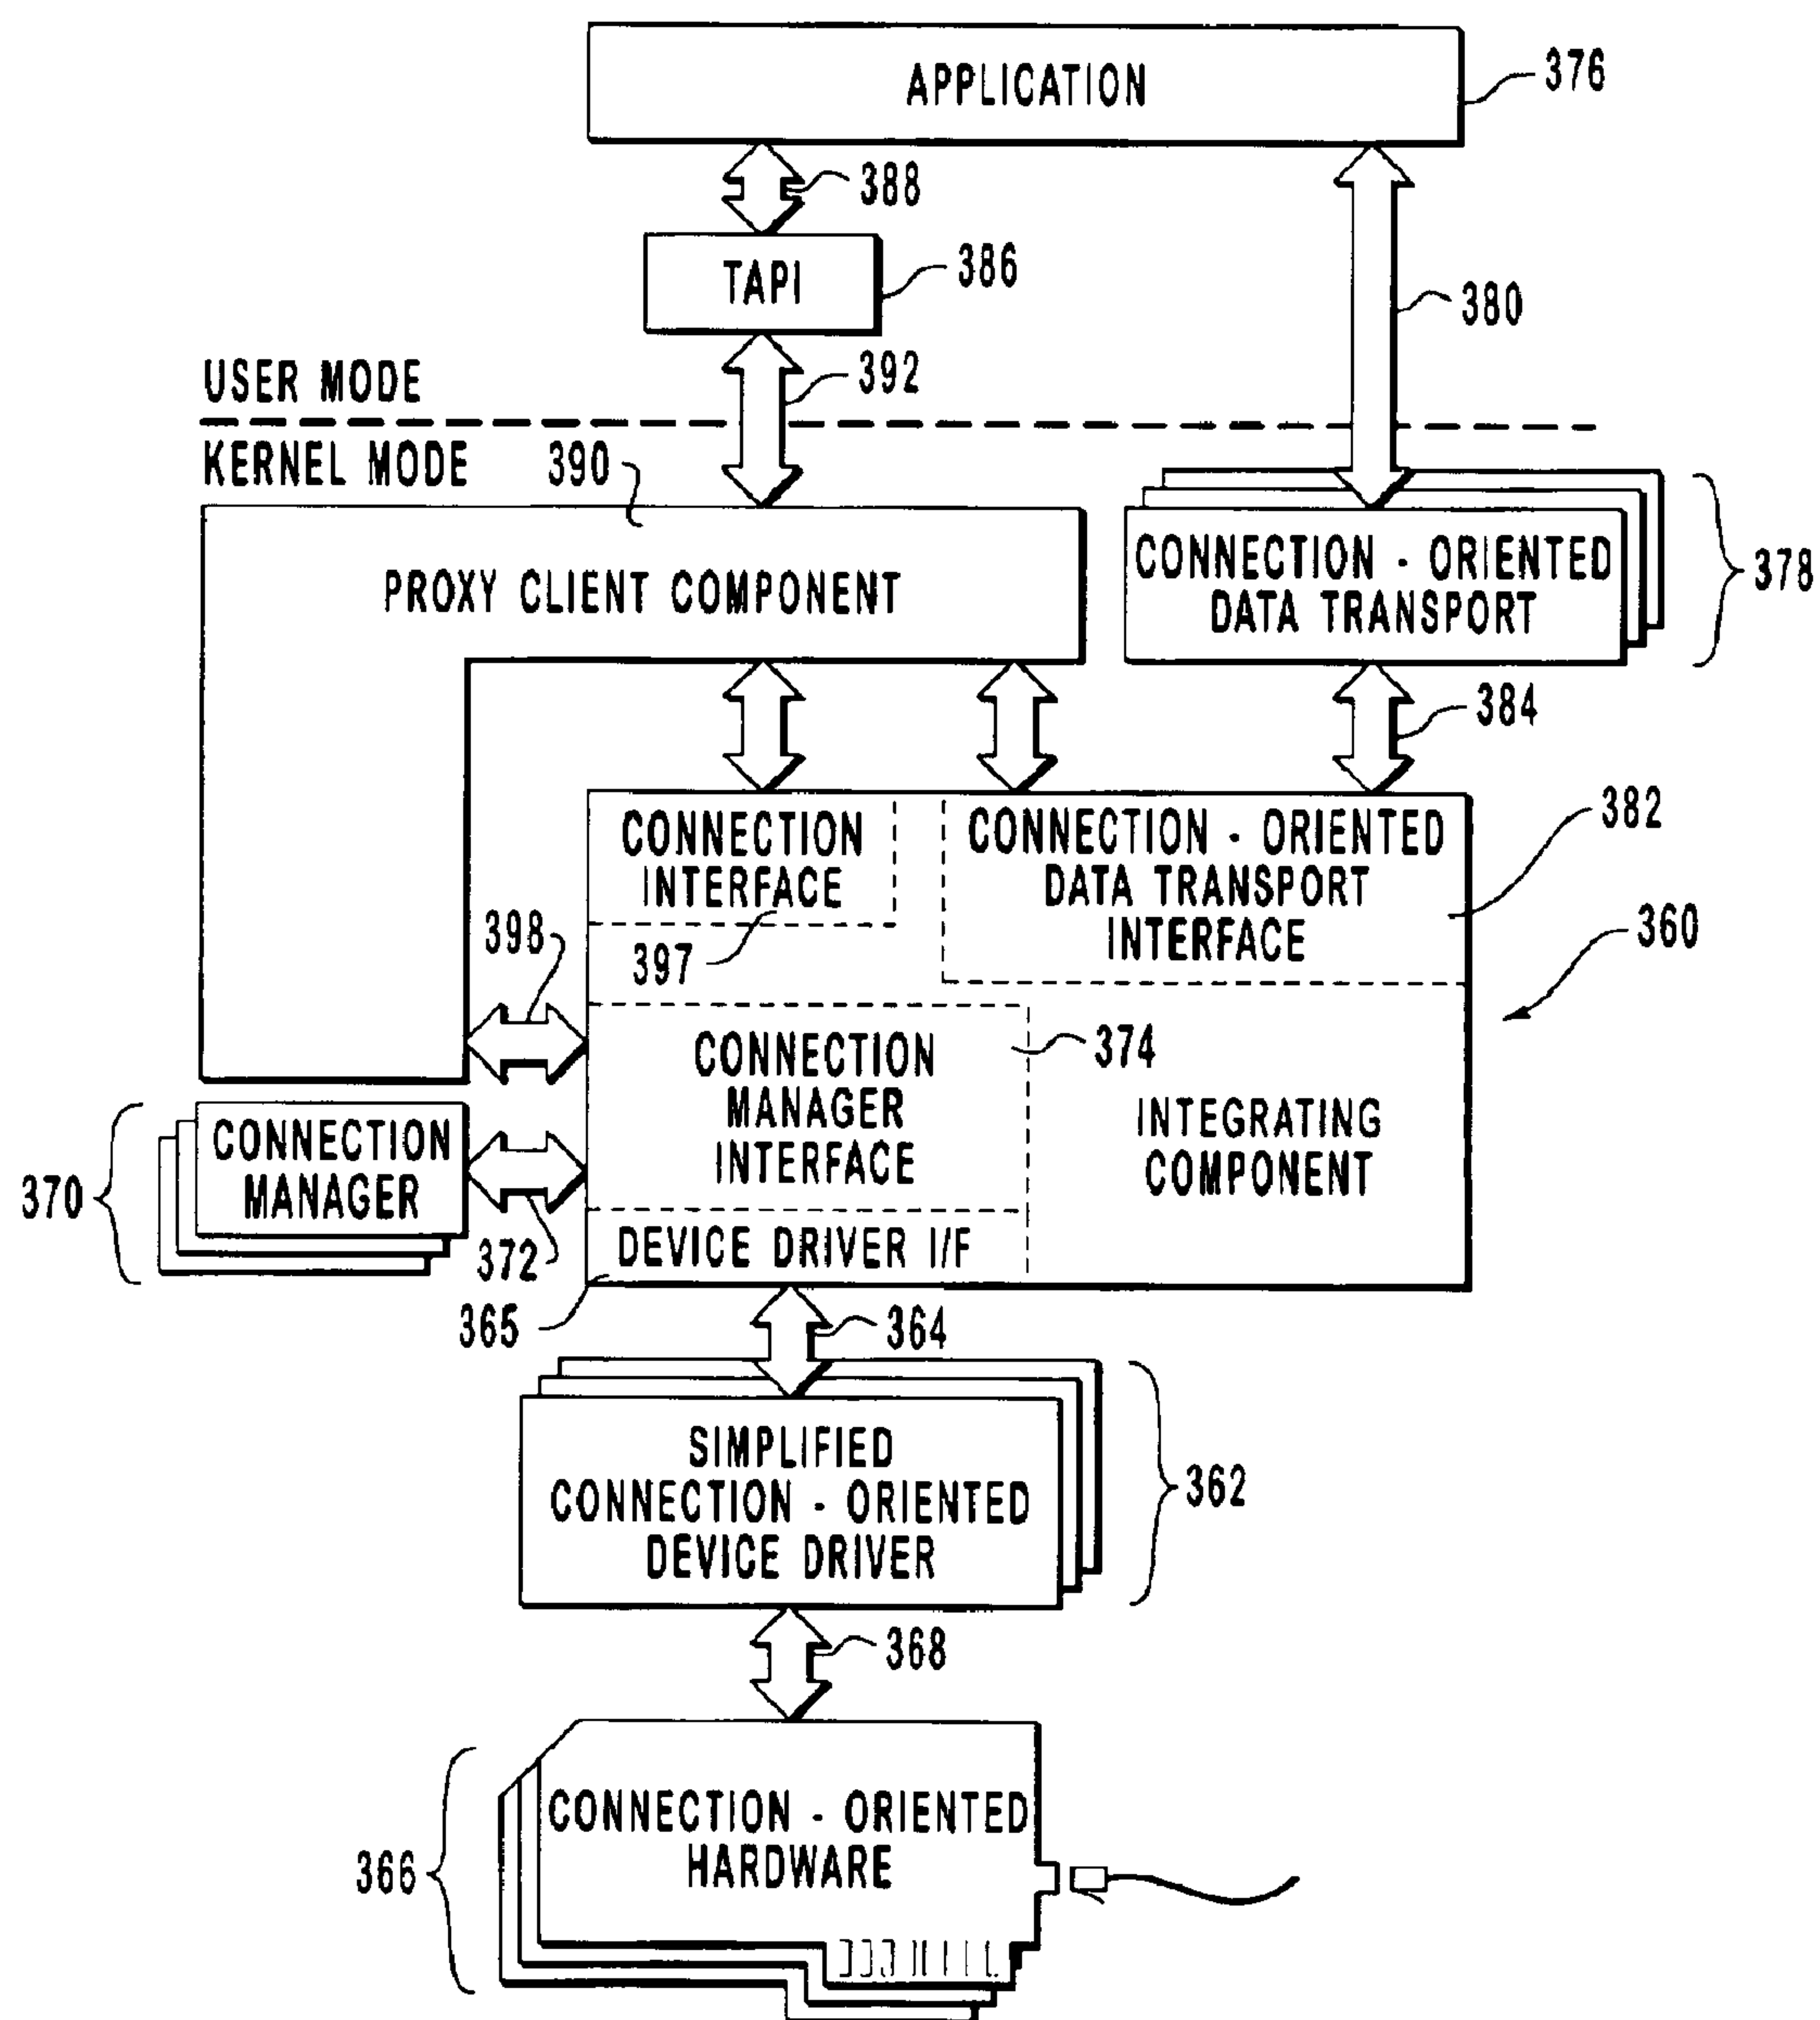 APPLICATION
376
388
TAPI
386
380
392
USER MODE
KERNEL MODE
390
PROXY CLIENT COMPONENT
CONNECTION - ORIENTED
DATA TRANSPORT
378
384
CONNECTION
INTERFACE
397
CONNECTION - ORIENTED
DATA TRANSPORT
INTERFACE
382
360
398
CONNECTION
MANAGER
INTERFACE
374
INTEGRATING
COMPONENT
370
CONNECTION
MANAGER
372
DEVICE DRIVER I/F
365
364
SIMPLIFIED
CONNECTION - ORIENTED
DEVICE DRIVER
362
368
CONNECTION - ORIENTED
HARDWARE
366